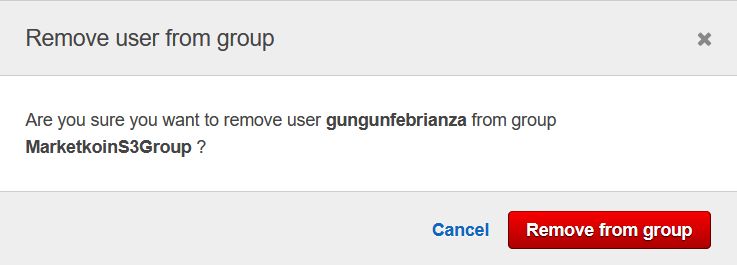 Remove user from group
Are you sure you want to remove user gungunfebrianza from group
MarketkoinS3Group ?
Cancel
Remove from group